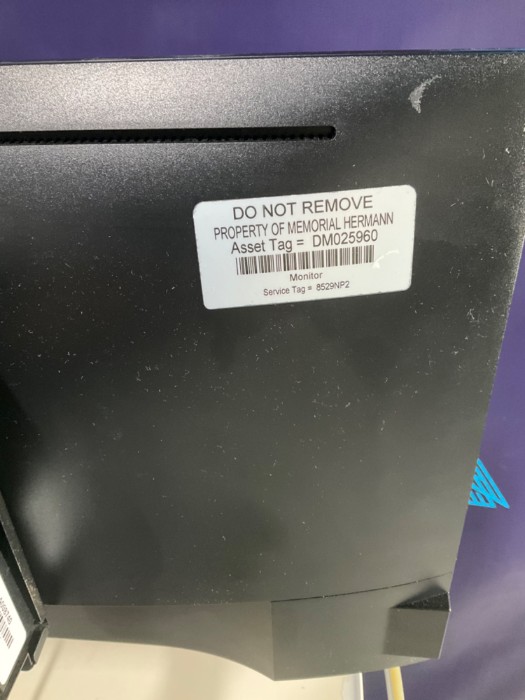 DO NOT REMOVE
PROPERTY OF MEMORIAL HERMANN
Asset Tag = DM025960
Monitor
Service Tag = 8529NP2